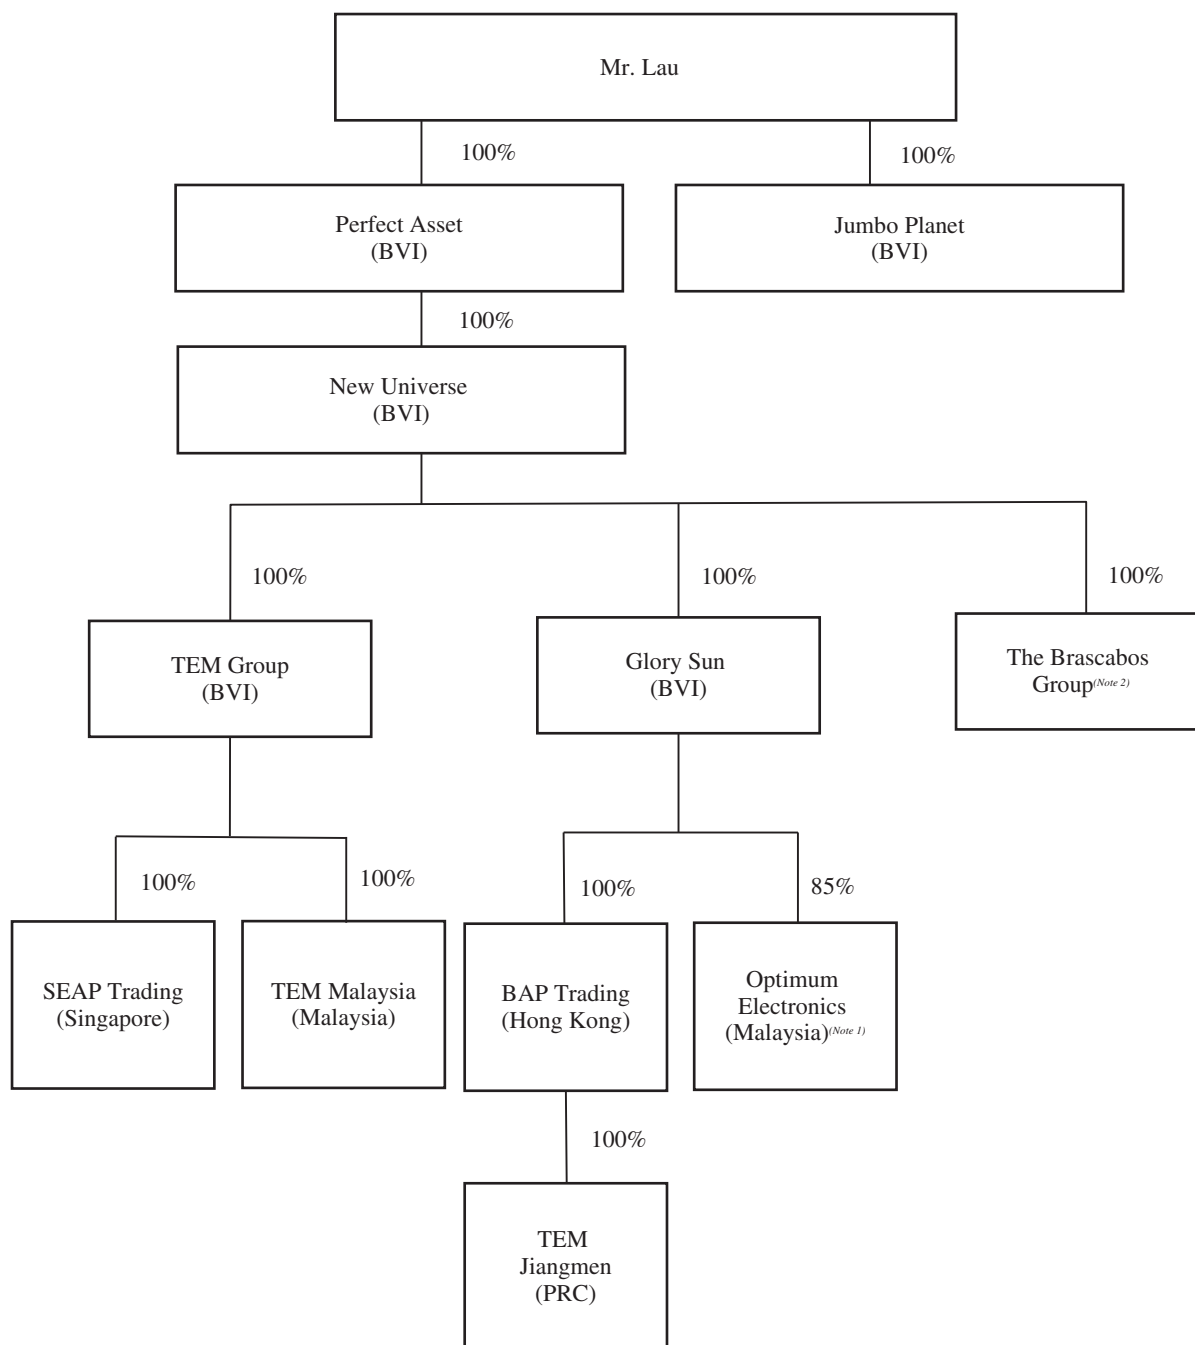 Mr. Lau
100%
100%
Perfect Asset
(BVI)
Jumbo Planet
(BVI)
100%
New Universe
(BVI)
100%
100%
100%
TEM Group
(BVI)
Glory Sun
(BVI)
The Brascabos
Group(Note 2)
100%
100%
100%
85%
SEAP Trading
(Singapore)
TEM Malaysia
(Malaysia)
BAP Trading
(Hong Kong)
Optimum
Electronics
(Malaysia)(Note 1)
100%
TEM
Jiangmen
(PRC)